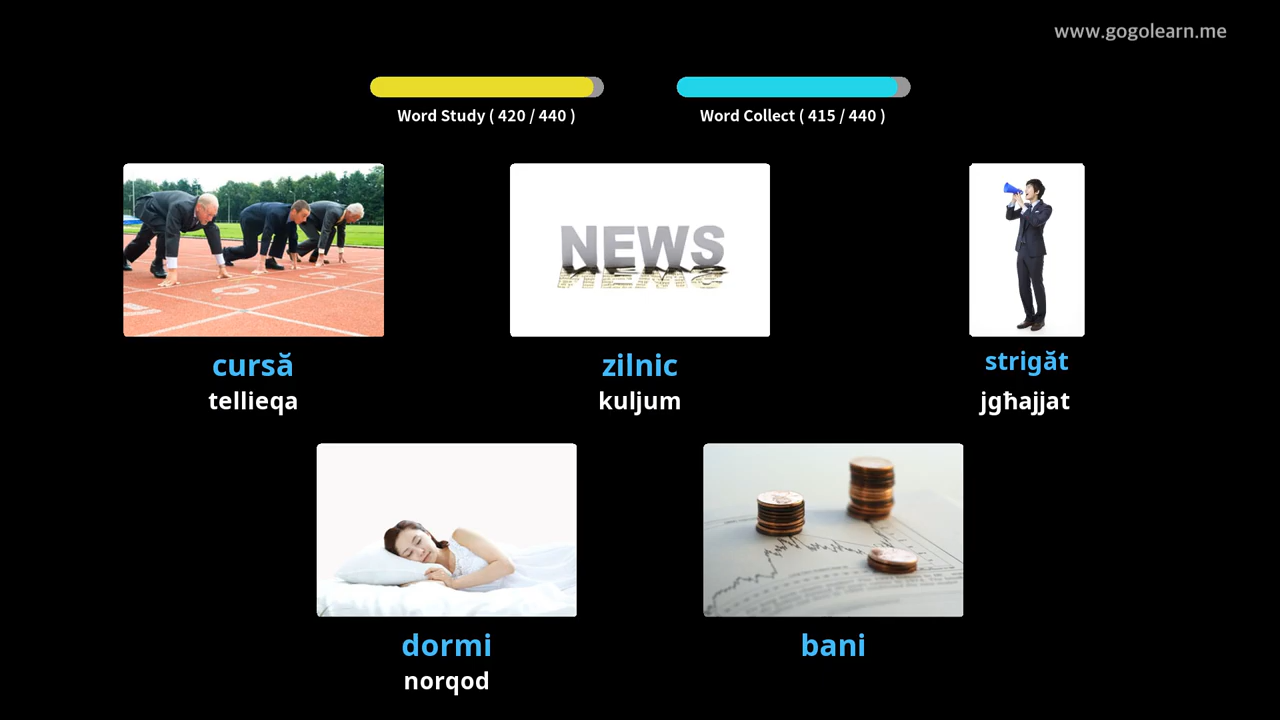 www.gogolearn.me
Word Study ( 420 / 440 )
Word Collect ( 415 / 440 )
NEWS
cursă
tellieqa
zilnic
kuljum
strigăt
jgħajjat
dormi
norqod
bani